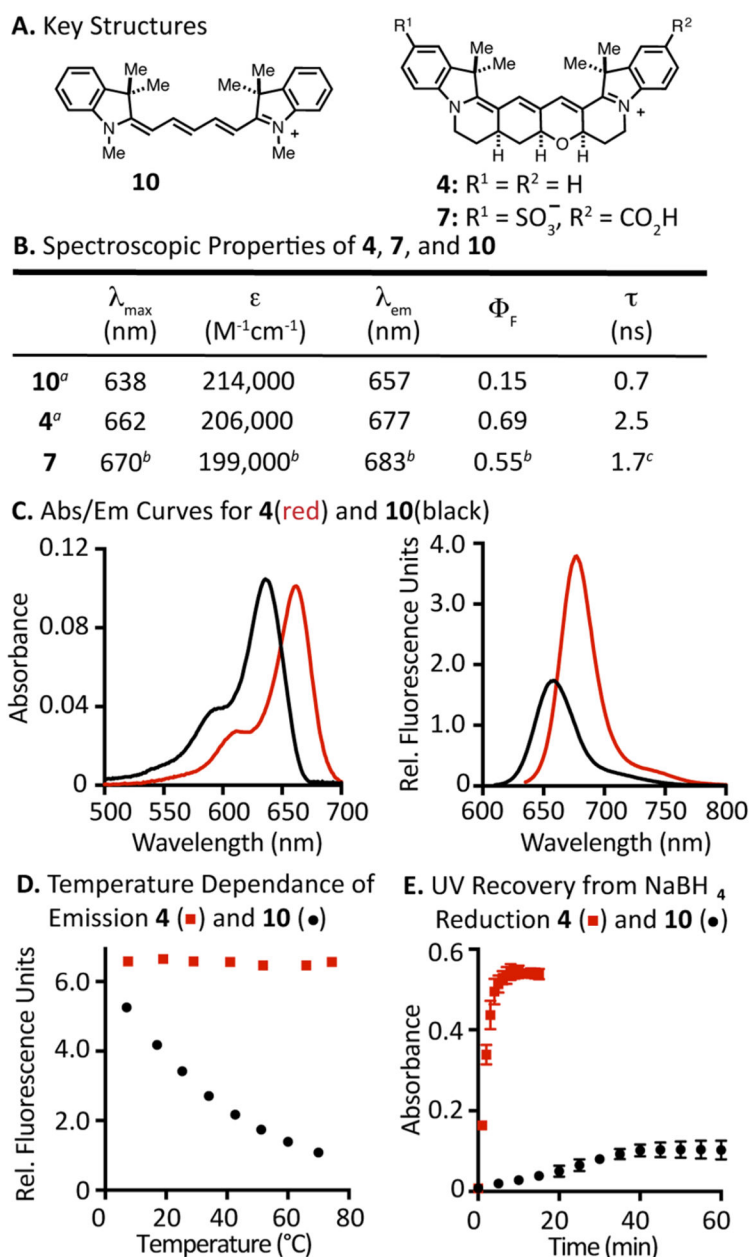 A. Key Structures
Me Me N Me N + Me
10
R¹ R²
Me Me Me Me
N N +
H H O H
4: R¹ = R² = H
7: R¹ = SO₃⁻, R² = CO₂H
B. Spectroscopic Properties of 4, 7, and 10
λmax (nm) ε (M⁻¹cm⁻¹) λem (nm) ΦF τ (ns)
10ᵃ 638 214,000 657 0.15 0.7
4ᵃ 662 206,000 677 0.69 2.5
7 670ᵇ 199,000ᵇ 683ᵇ 0.55ᵇ 1.7ᶜ
C. Abs/Em Curves for 4(red) and 10(black)
Absorbance
0.12
0.08
0.04
0
500 550 600 650 700
Wavelength (nm)
Rel. Fluorescence Units
4.0
3.0
2.0
1.0
0
600 650 700 750 800
Wavelength (nm)
D. Temperature Dependance of
Emission 4 (■) and 10 (●)
Rel. Fluorescence Units
6.0
4.0
2.0
0
0 20 40 60 80
Temperature (°C)
E. UV Recovery from NaBH₄
Reduction 4 (■) and 10 (●)
Absorbance
0.6
0.4
0.2
0
0 20 40 60
Time (min)